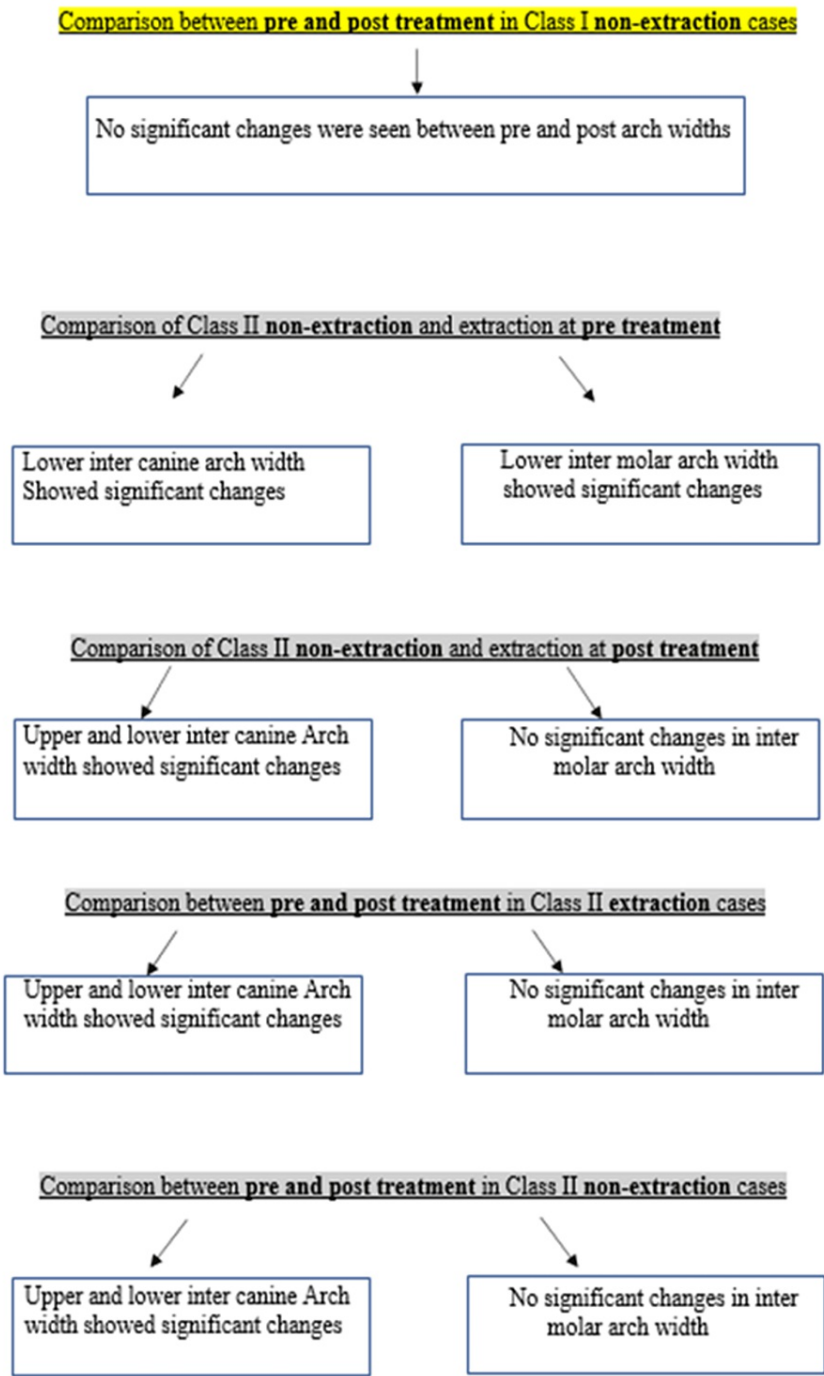 Comparison between pre and post treatment in Class I non-extraction cases
No significant changes were seen between pre and post arch widths
Comparison of Class II non-extraction and extraction at pre treatment
Lower inter canine arch width
Showed significant changes
Lower inter molar arch width
showed significant changes
Comparison of Class II non-extraction and extraction at post treatment
Upper and lower inter canine Arch
width showed significant changes
No significant changes in inter
molar arch width
Comparison between pre and post treatment in Class II extraction cases
Upper and lower inter canine Arch
width showed significant changes
No significant changes in inter
molar arch width
Comparison between pre and post treatment in Class II non-extraction cases
Upper and lower inter canine Arch
width showed significant changes
No significant changes in inter
molar arch width